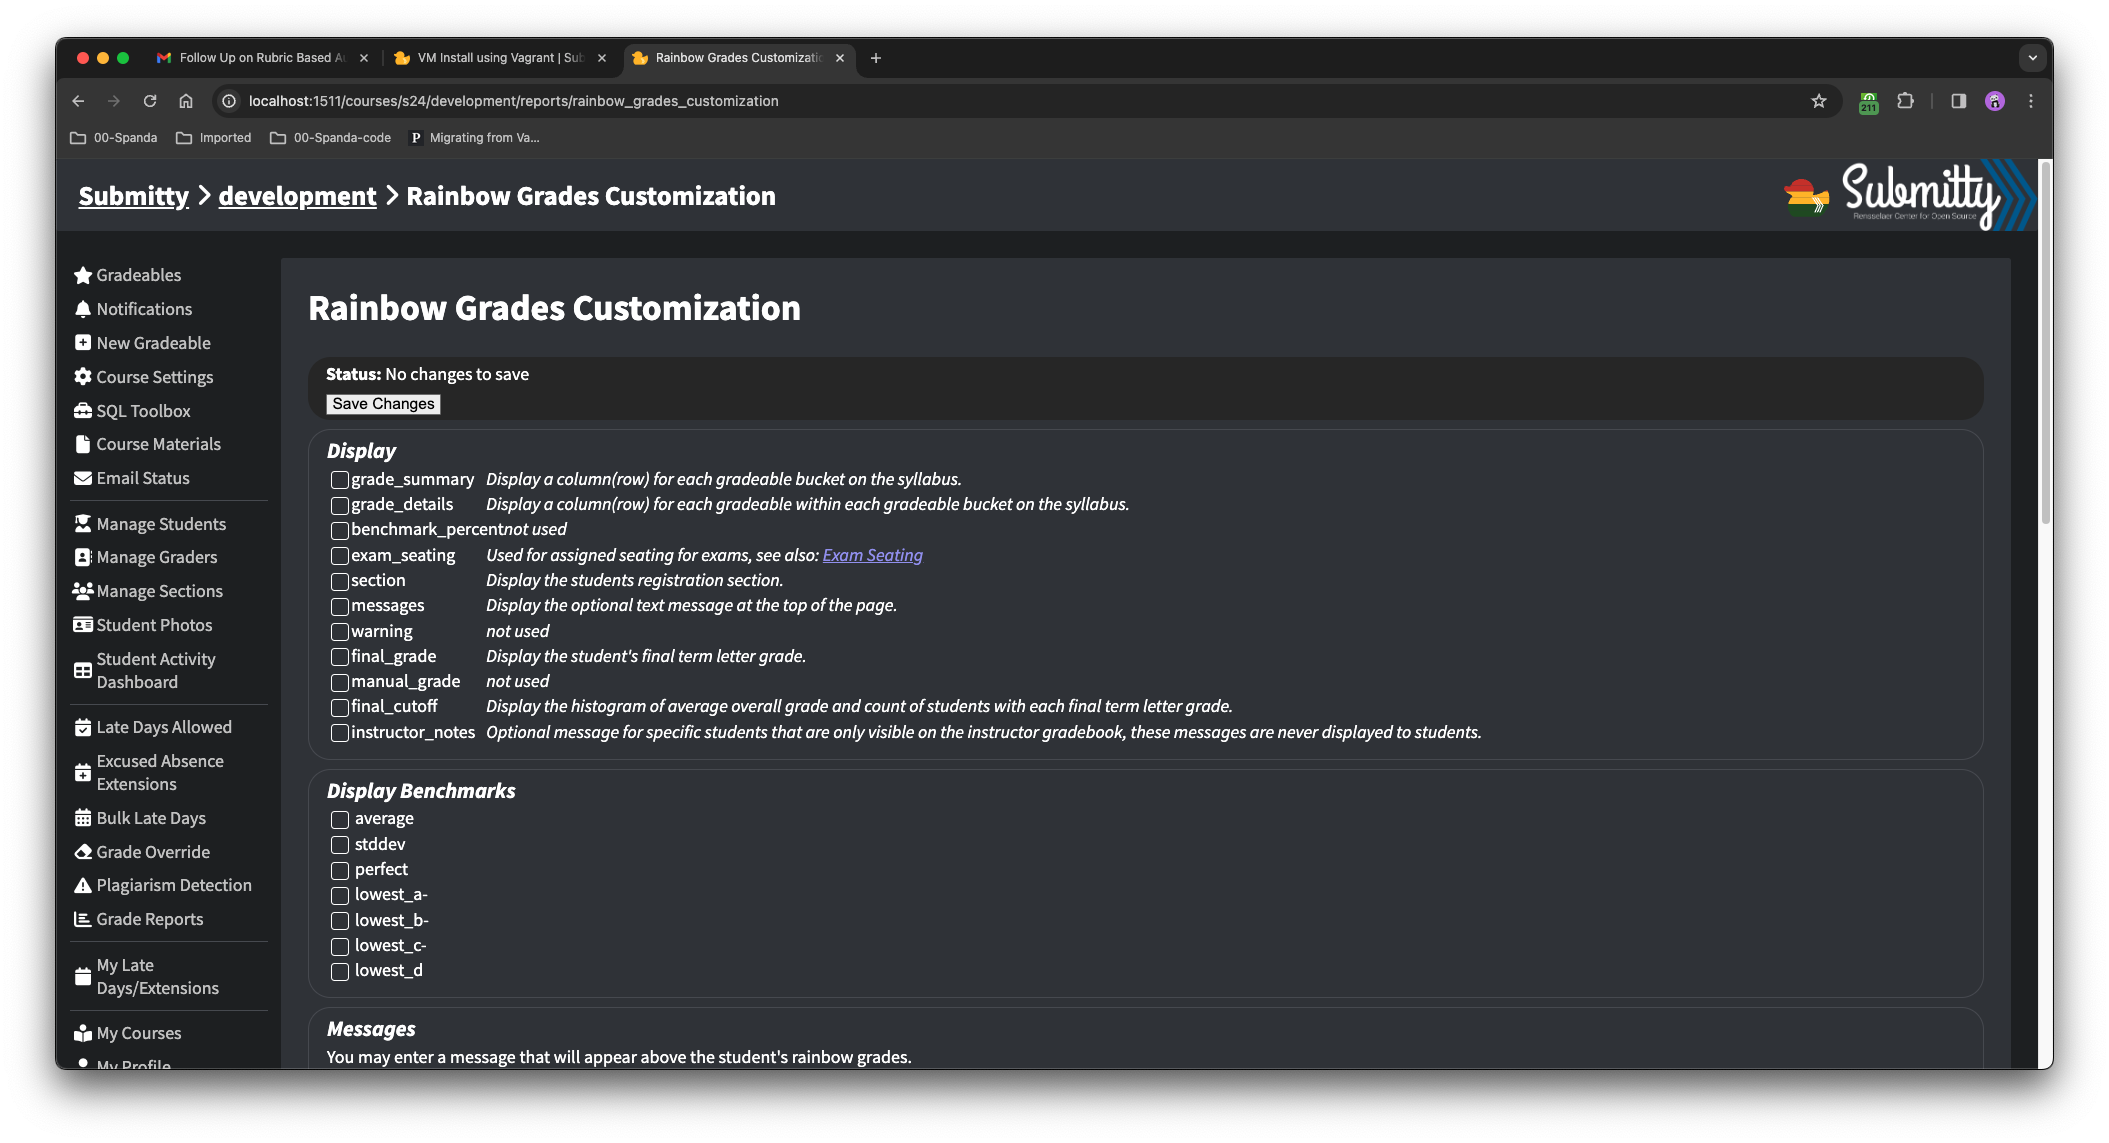 Follow Up on Rubric Based A
VM Install using Vagrant | Sub
Rainbow Grades Customizatio
localhost:1511/courses/s24/development/reports/rainbow_grades_customization
211
00-Spanda
Imported
00-Spanda-code
P Migrating from Va...
Submitty > development > Rainbow Grades Customization
Submitty
Rensselaer Center for Open Source
Gradeables
Notifications
New Gradeable
Course Settings
SQL Toolbox
Course Materials
Email Status
Manage Students
Manage Graders
Manage Sections
Student Photos
Student Activity
Dashboard
Late Days Allowed
Excused Absence
Extensions
Bulk Late Days
Grade Override
Plagiarism Detection
Grade Reports
My Late
Days/Extensions
My Courses
My Profile
Rainbow Grades Customization
Status: No changes to save
Save Changes
Display
grade_summary Display a column(row) for each gradeable bucket on the syllabus.
grade_details Display a column(row) for each gradeable within each gradeable bucket on the syllabus.
benchmark_percent not used
exam_seating Used for assigned seating for exams, see also: Exam Seating
section Display the students registration section.
messages Display the optional text message at the top of the page.
warning not used
final_grade Display the student's final term letter grade.
manual_grade not used
final_cutoff Display the histogram of average overall grade and count of students with each final term letter grade.
instructor_notes Optional message for specific students that are only visible on the instructor gradebook, these messages are never displayed to students.
Display Benchmarks
average
stddev
perfect
lowest_a-
lowest_b-
lowest_c-
lowest_d
Messages
You may enter a message that will appear above the student's rainbow grades.